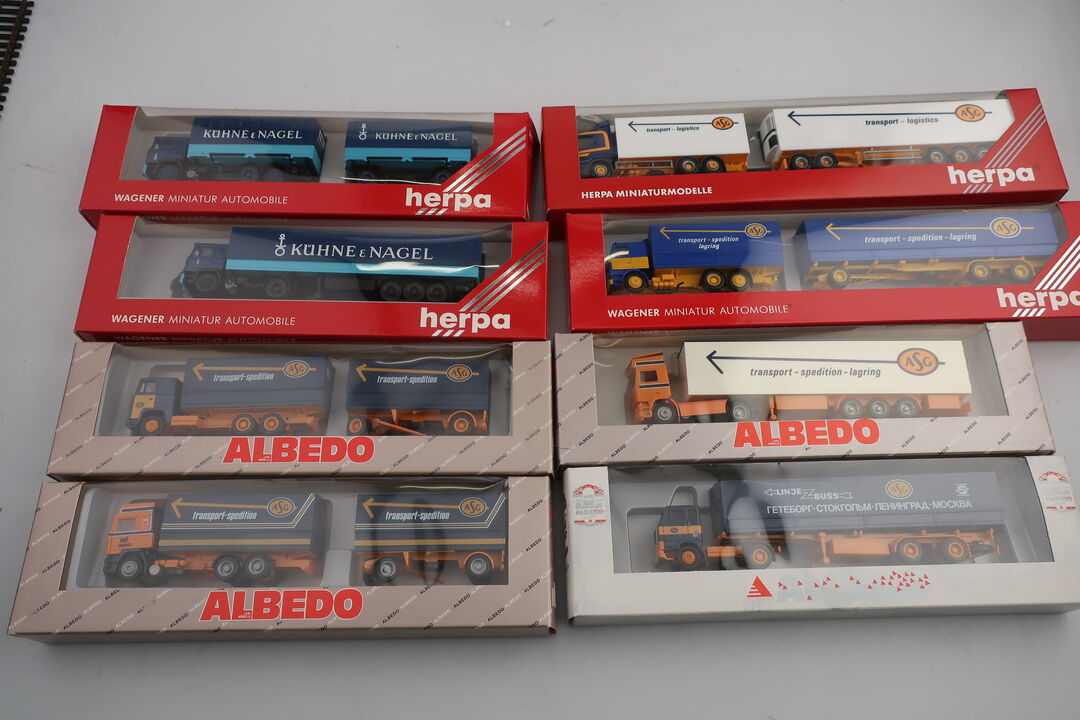 KÜHNE & NAGEL
KÜHNE & NAGEL
WAGENER MINIATUR AUTOMOBILE
herpa
transport - logistics
ASG
transport - logistics
ASG
HERPA MINIATURMODELLE
herpa
KÜHNE & NAGEL
WAGENER MINIATUR AUTOMOBILE
herpa
transport - spedition
lagring
ASG
transport - spedition - lagring
ASG
WAGENER MINIATUR AUTOMOBILE
herpa
transport-spedition
ASG
transport-spedition
ASG
ALBEDO
transport - spedition - lagring
ASG
ALBEDO
transport-spedition
ASG
transport-spedition
ASG
ALBEDO
LINJE BUSS
ASG
ГЕТЕБОРГ-СТОКГОЛЬМ-ЛЕНИНГРАД-МОСКВА